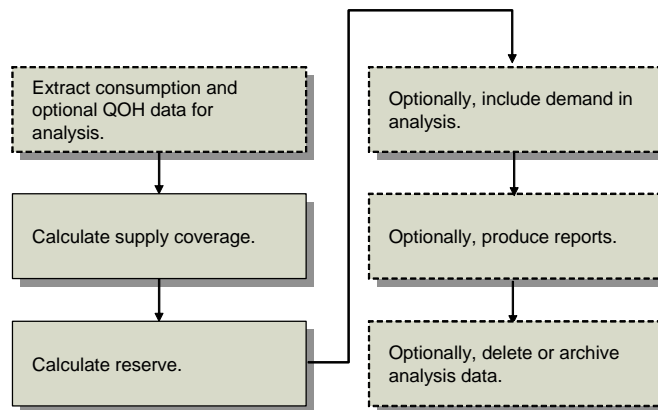 Extract consumption and
optional QOH data for
analysis.
Calculate supply coverage.
Calculate reserve.
Optionally, include demand in
analysis.
Optionally, produce reports.
Optionally, delete or archive
analysis data.